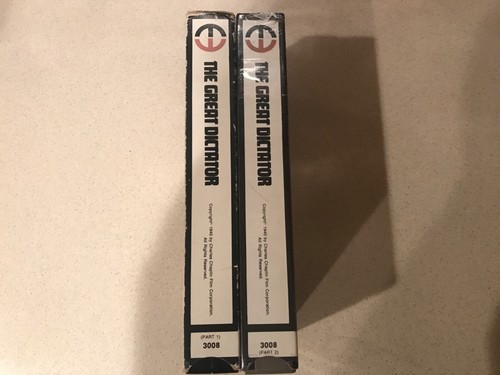 THE GREAT DICTATOR
Copyright 1940 by Charles Chaplin Film Corporation.
All Rights Reserved.
(PART 1)
3008
THE GREAT DICTATOR
Copyright 1940 by Charles Chaplin Film Corporation.
All Rights Reserved.
3008
(PART 2)